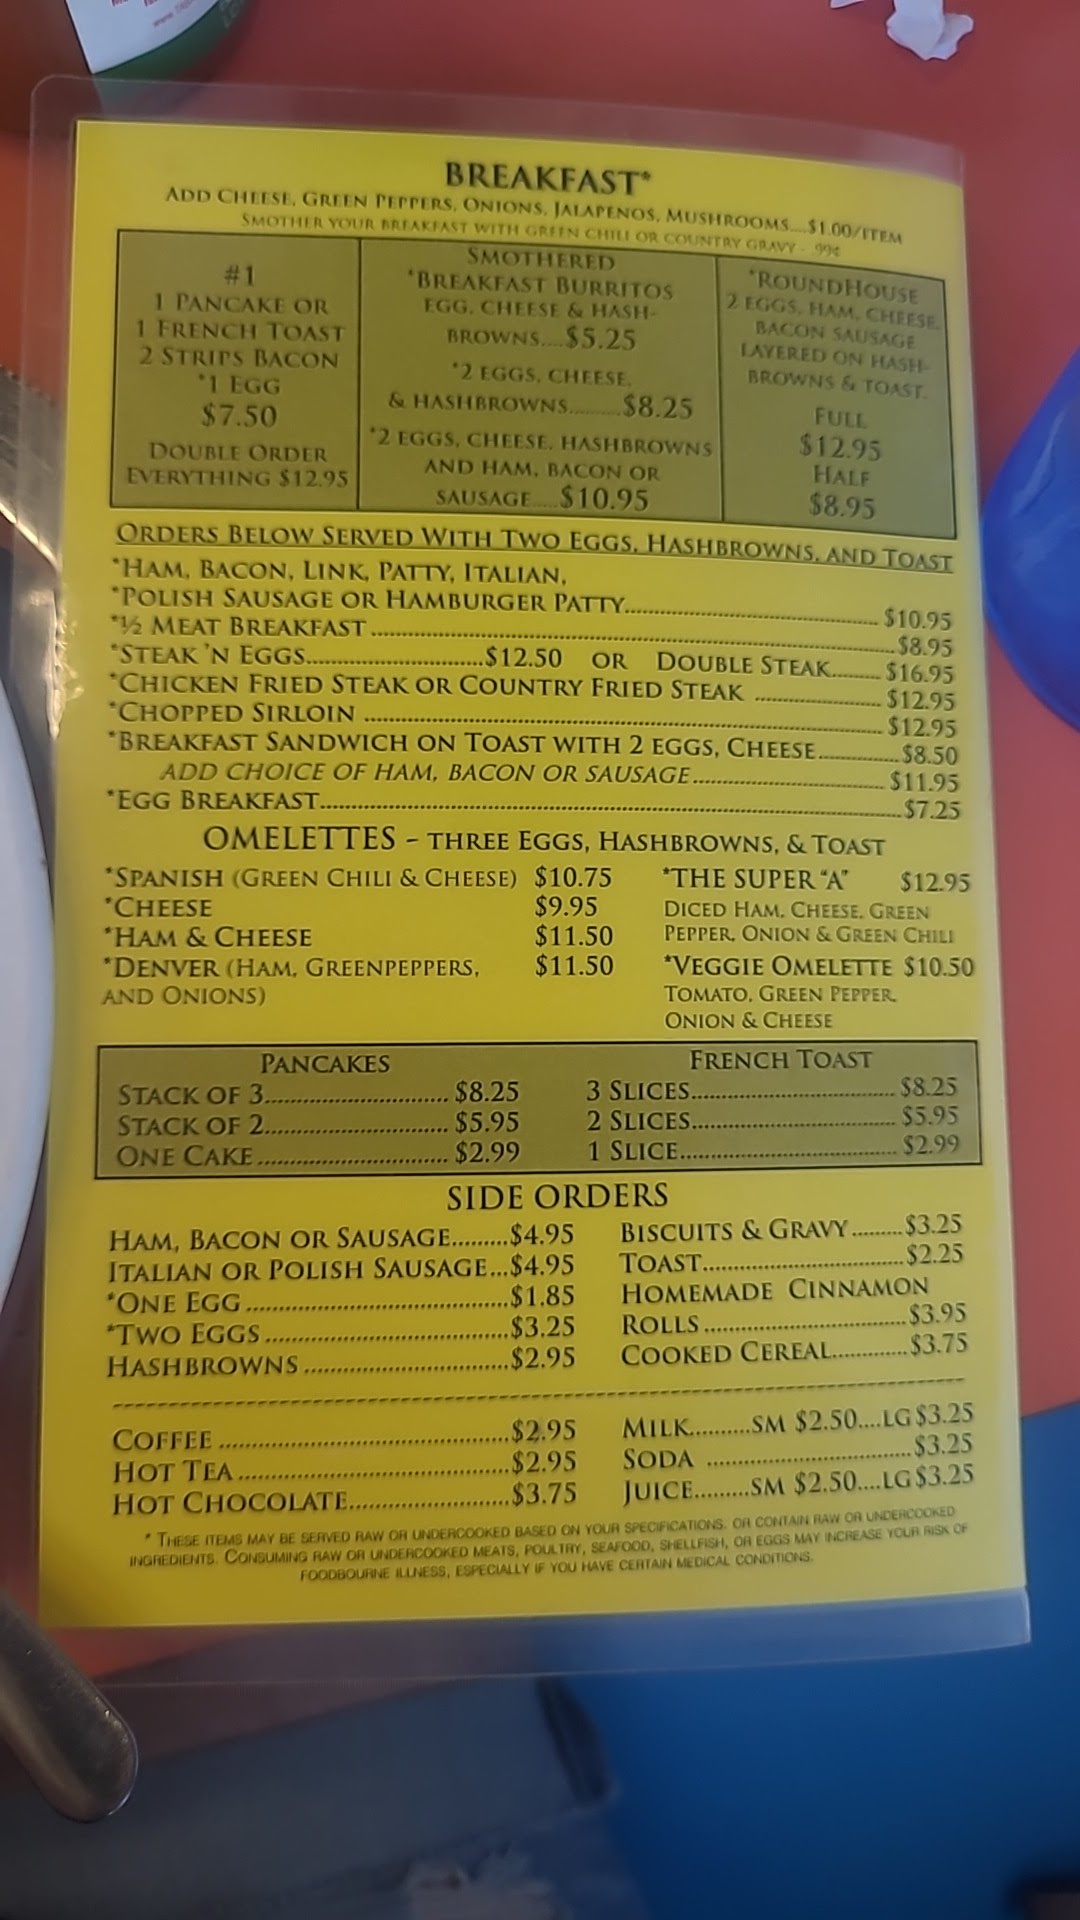 BREAKFAST*
ADD CHEESE, GREEN PEPPERS, ONIONS, JALAPENOS, MUSHROOMS....$1.00/ITEM
SMOTHER YOUR BREAKFAST WITH GREEN CHILI OR COUNTRY GRAVY - 99¢
#1
1 PANCAKE OR
1 FRENCH TOAST
2 STRIPS BACON
*1 EGG
$7.50
DOUBLE ORDER
EVERYTHING $12.95
SMOTHERED
*BREAKFAST BURRITOS
EGG, CHEESE & HASH-
BROWNS....$5.25
*2 EGGS, CHEESE,
& HASHBROWNS.........$8.25
*2 EGGS, CHEESE, HASHBROWNS
AND HAM, BACON OR
SAUSAGE.....$10.95
*ROUNDHOUSE
2 EGGS, HAM, CHEESE,
BACON SAUSAGE
LAYERED ON HASH-
BROWNS & TOAST.
FULL
$12.95
HALF
$8.95
ORDERS BELOW SERVED WITH TWO EGGS, HASHBROWNS, AND TOAST
*HAM, BACON, LINK, PATTY, ITALIAN,
*POLISH SAUSAGE OR HAMBURGER PATTY.......................................... $10.95
*½ MEAT BREAKFAST.......................................................................... $8.95
*STEAK 'N EGGS.............................$12.50 OR DOUBLE STEAK......... $16.95
*CHICKEN FRIED STEAK OR COUNTRY FRIED STEAK ..................... $12.95
*CHOPPED SIRLOIN ........................................................................... $12.95
*BREAKFAST SANDWICH ON TOAST WITH 2 EGGS, CHEESE.............. $8.50
ADD CHOICE OF HAM, BACON OR SAUSAGE................................ $11.95
*EGG BREAKFAST................................................................................. $7.25
OMELETTES - THREE EGGS, HASHBROWNS, & TOAST
*SPANISH (GREEN CHILI & CHEESE) $10.75
*CHEESE $9.95
*HAM & CHEESE $11.50
*DENVER (HAM, GREENPEPPERS, $11.50
AND ONIONS)
*THE SUPER "A" $12.95
DICED HAM, CHEESE, GREEN
PEPPER, ONION & GREEN CHILI
*VEGGIE OMELETTE $10.50
TOMATO, GREEN PEPPER,
ONION & CHEESE
PANCAKES
STACK OF 3.............................. $8.25
STACK OF 2.............................. $5.95
ONE CAKE ............................... $2.99
FRENCH TOAST
3 SLICES.................................. $8.25
2 SLICES.................................. $5.95
1 SLICE.................................... $2.99
SIDE ORDERS
HAM, BACON OR SAUSAGE.........$4.95
ITALIAN OR POLISH SAUSAGE...$4.95
*ONE EGG ...........................................$1.85
*TWO EGGS ........................................$3.25
HASHBROWNS ..................................$2.95
BISCUITS & GRAVY.........$3.25
TOAST.................................$2.25
HOMEMADE CINNAMON
ROLLS .................................$3.95
COOKED CEREAL............$3.75
COFFEE ................................................$2.95
HOT TEA.............................................$2.95
HOT CHOCOLATE...........................$3.75
MILK..........SM $2.50....LG $3.25
SODA ..................................$3.25
JUICE.........SM $2.50....LG $3.25
* THESE ITEMS MAY BE SERVED RAW OR UNDERCOOKED BASED ON YOUR SPECIFICATIONS, OR CONTAIN RAW OR UNDERCOOKED
INGREDIENTS. CONSUMING RAW OR UNDERCOOKED MEATS, POULTRY, SEAFOOD, SHELLFISH, OR EGGS MAY INCREASE YOUR RISK OF
FOODBOURNE ILLNESS, ESPECIALLY IF YOU HAVE CERTAIN MEDICAL CONDITIONS.